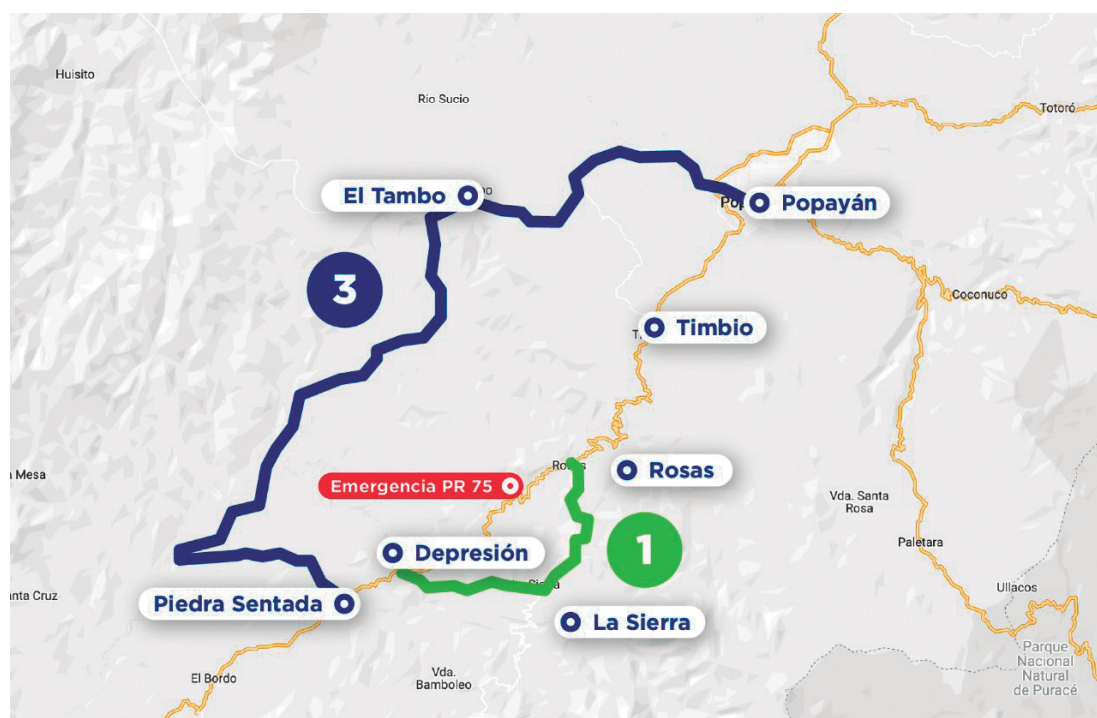 Huisito
Rio Sucio
Totoró
El Tambo
Popayán
3
Coconuco
Timbio
Rosas
a Mesa
Emergencia PR 75
Vda. Santa
Rosa
1
Paletara
Depresión
Ullacos
anta Cruz
Piedra Sentada
La Sierra
Parque
Nacional
Natural
de Puracé
El Bordo
Vda.
Bamboleo